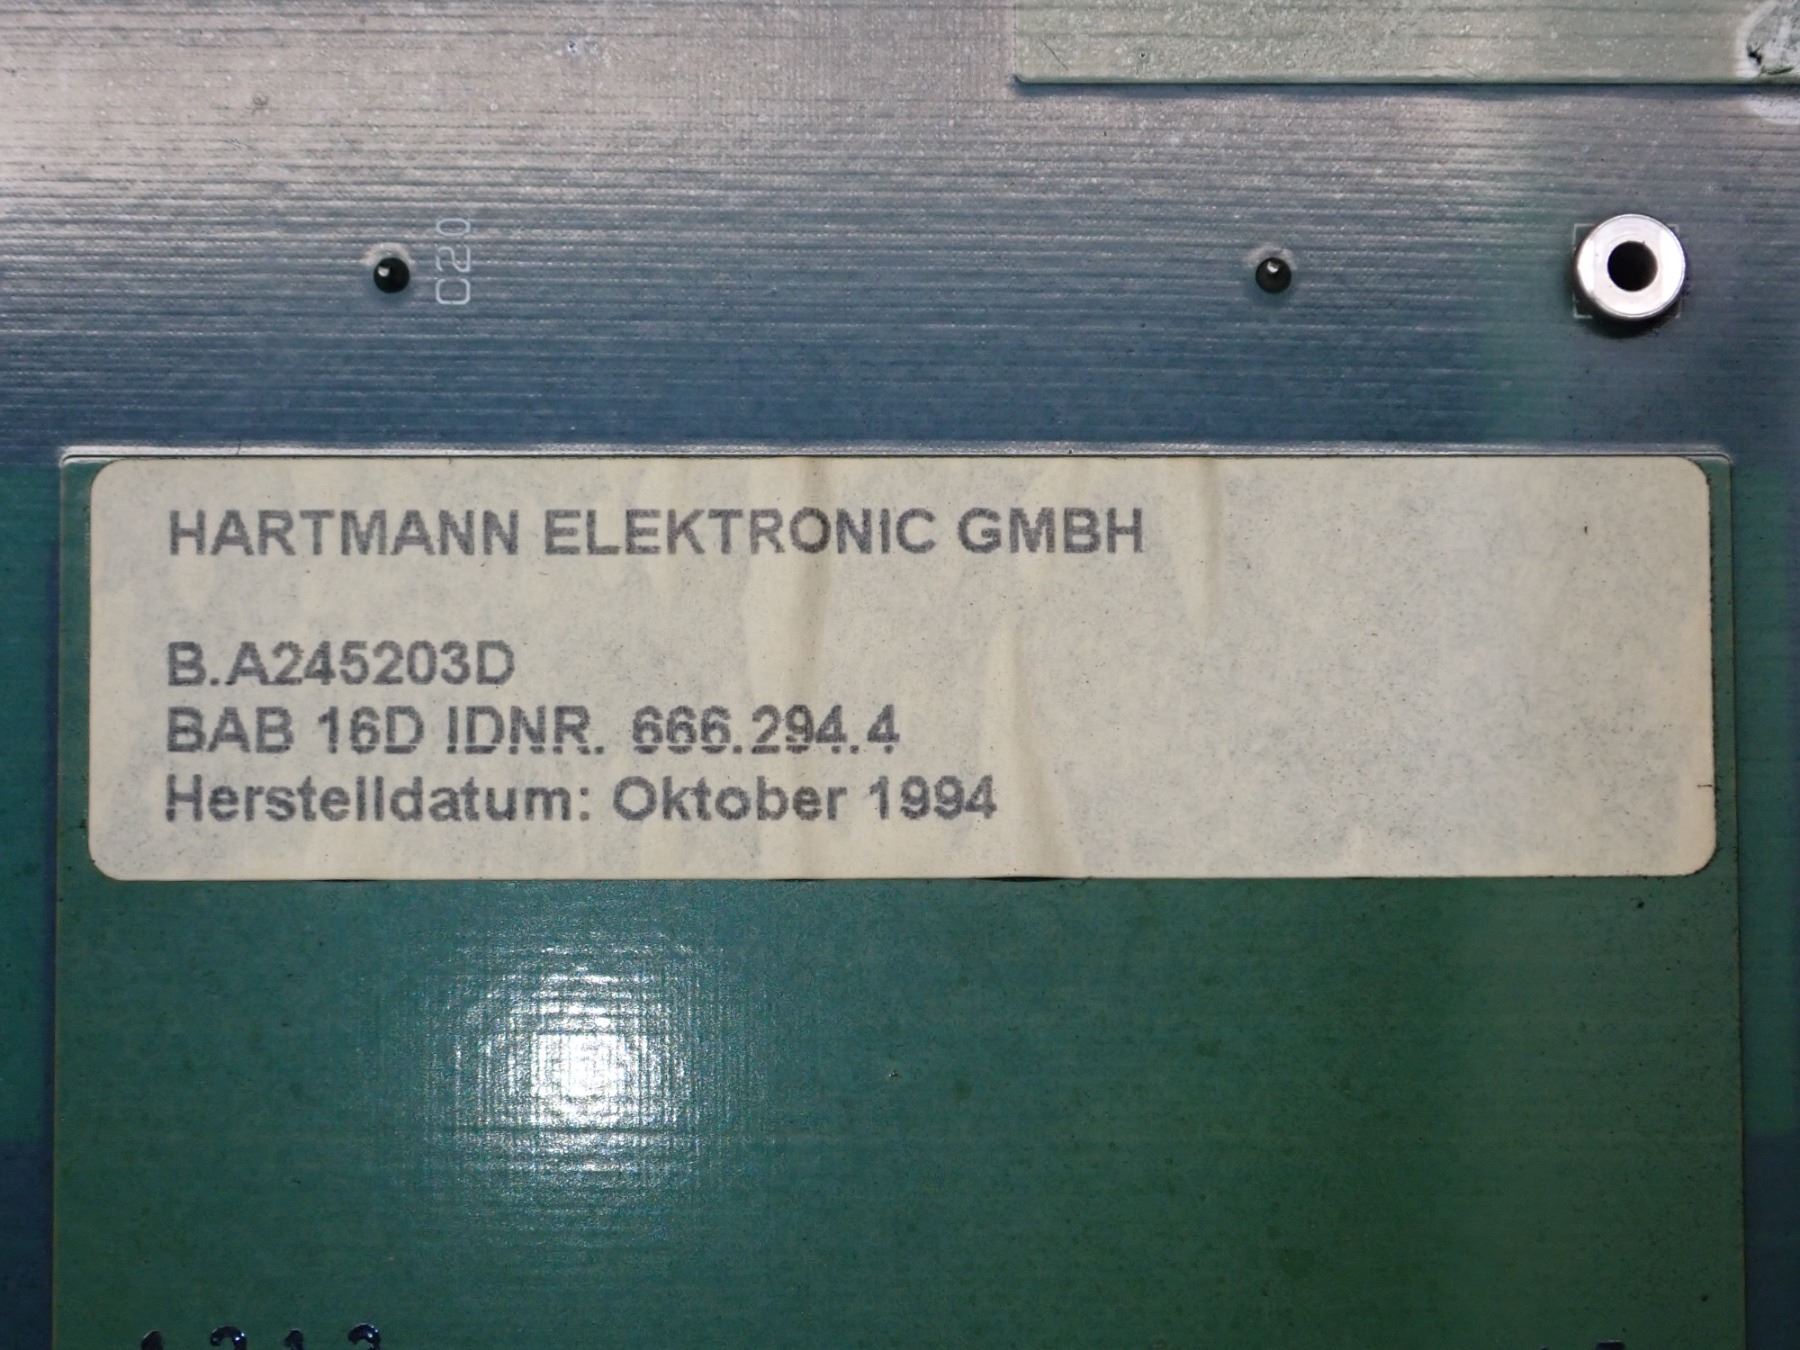 C20
HARTMANN ELEKTRONIC GMBH
B.A245203D
BAB 16D IDNR. 666.294.4
Herstelldatum: Oktober 1994